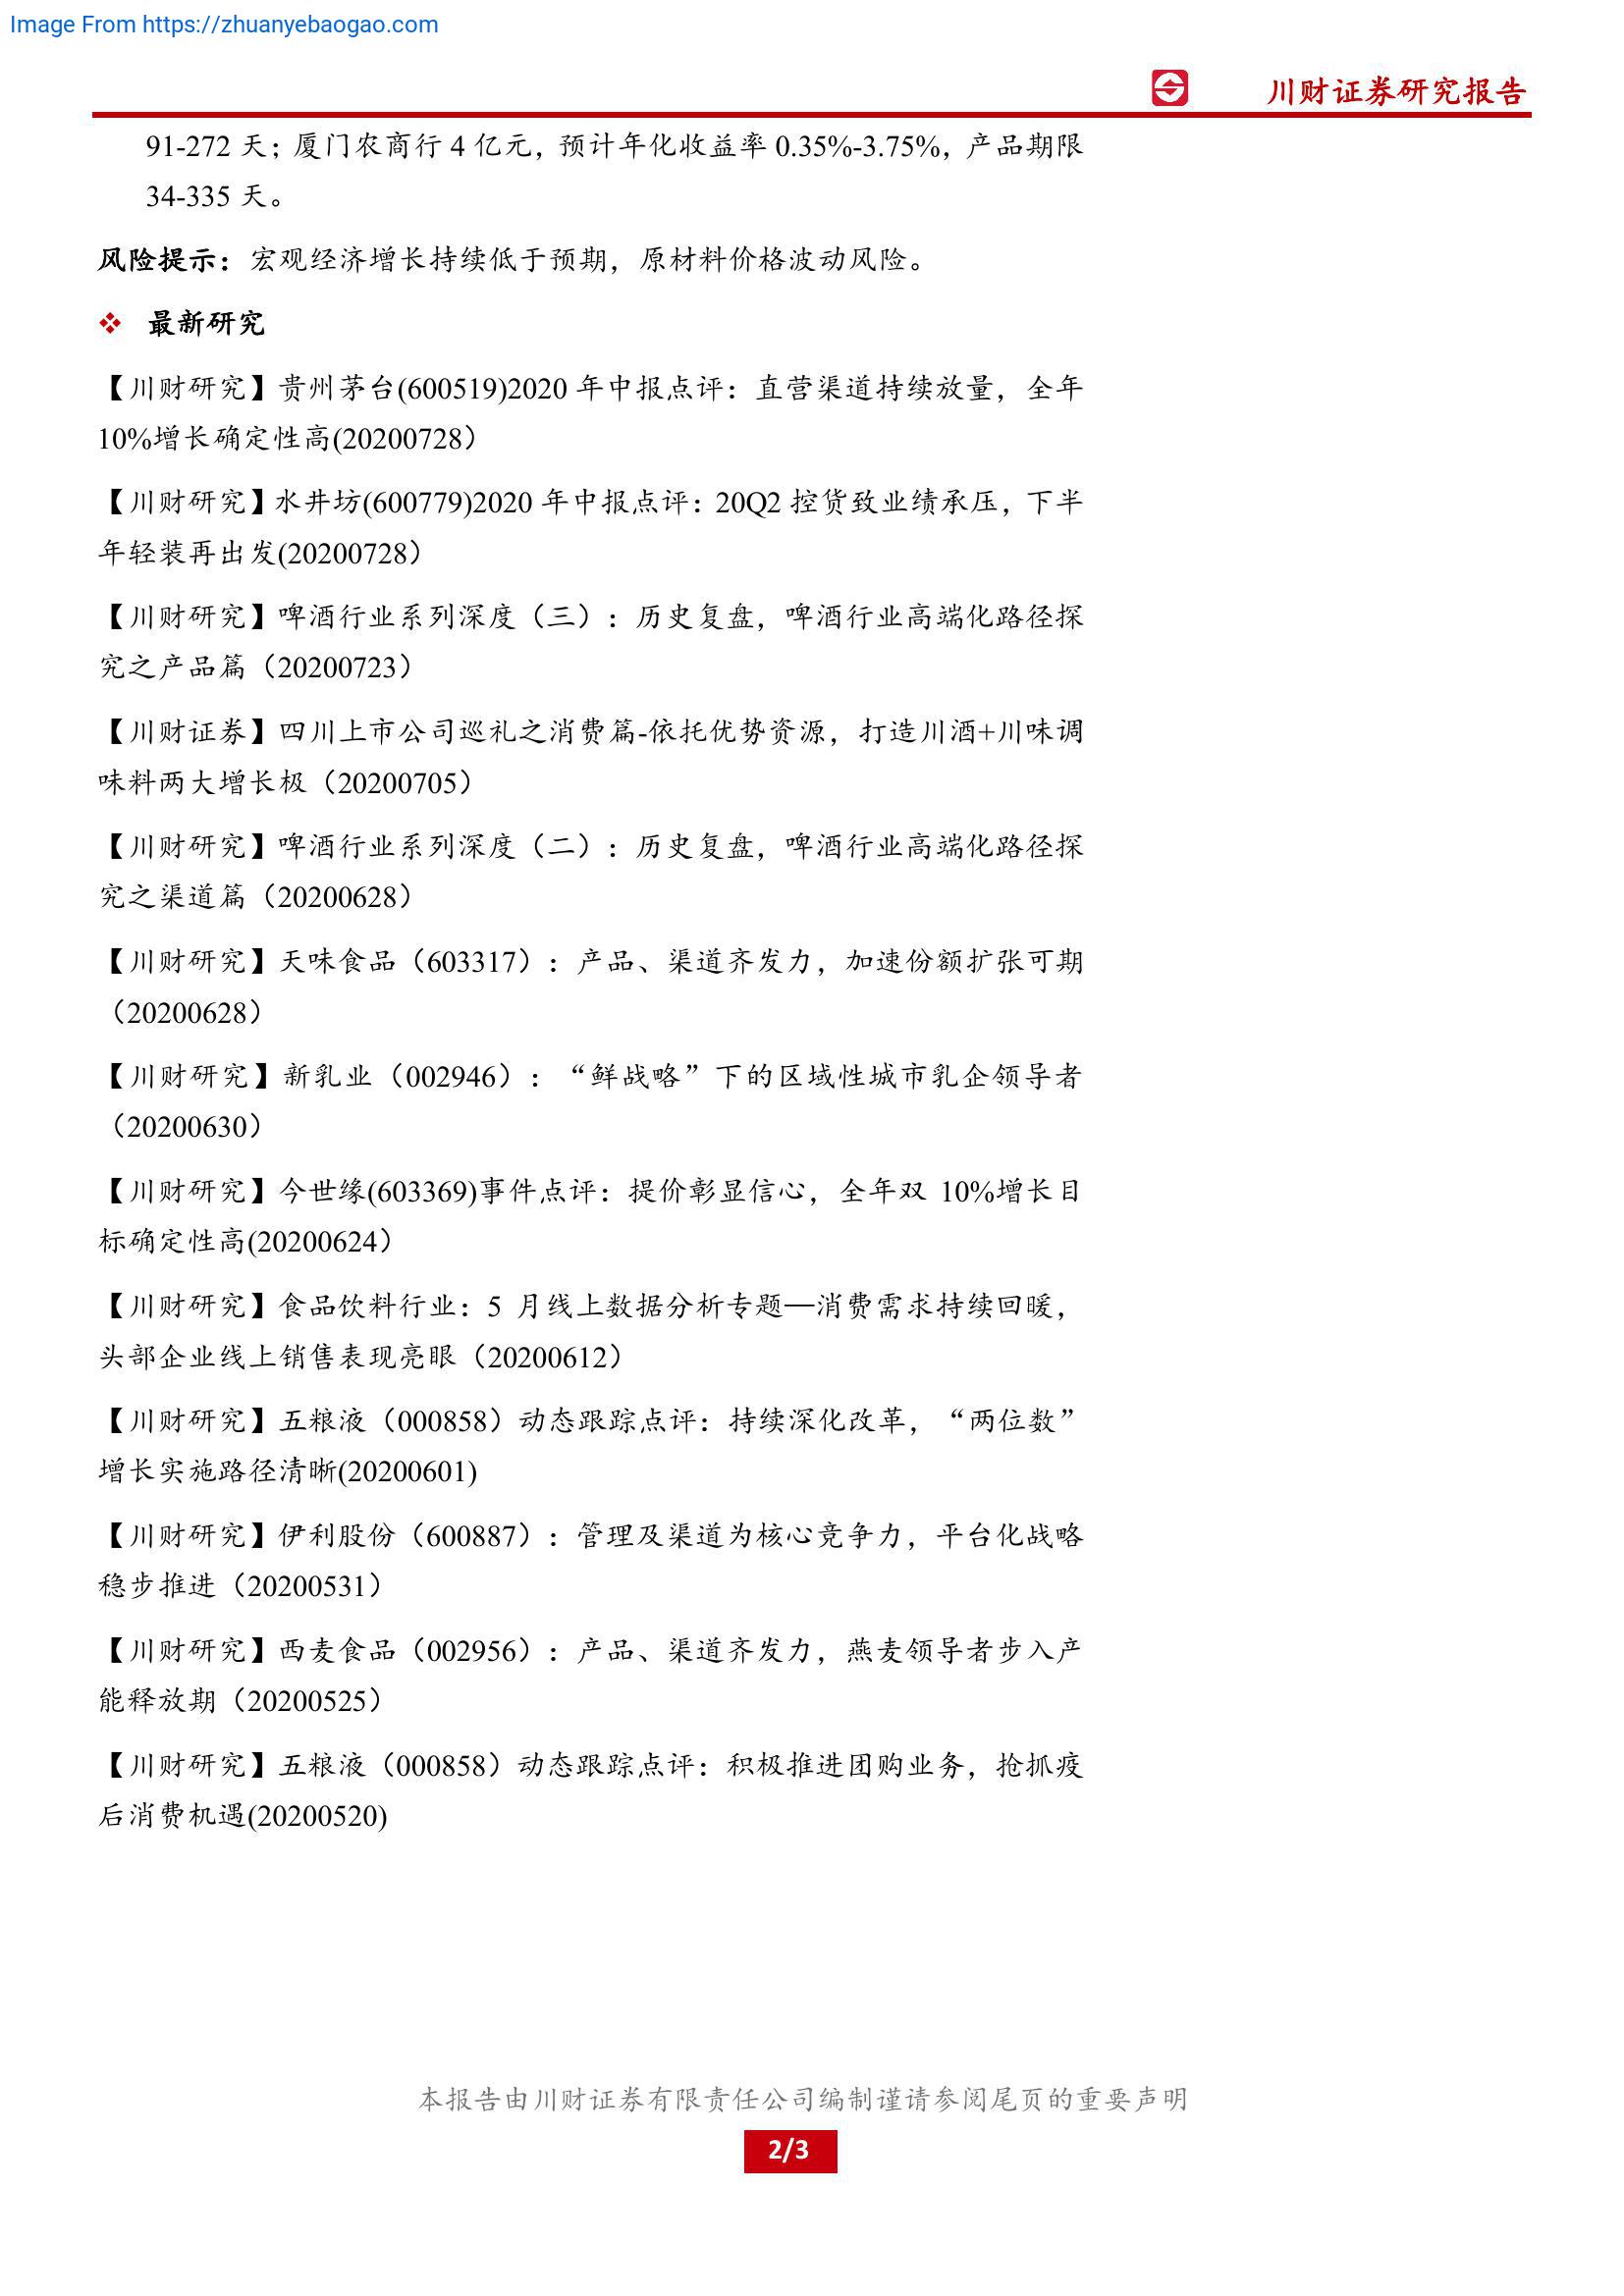 Image From https://zhuanyebaogao.com
川财证券研究报告
91-272 天；厦门农商行 4 亿元，预计年化收益率 0.35%-3.75%，产品期限
34-335 天。
风险提示：宏观经济增长持续低于预期，原材料价格波动风险。
❖ 最新研究
【川财研究】贵州茅台(600519)2020 年中报点评：直营渠道持续放量，全年
10%增长确定性高(20200728）
【川财研究】水井坊(600779)2020 年中报点评：20Q2 控货致业绩承压，下半
年轻装再出发(20200728）
【川财研究】啤酒行业系列深度（三）：历史复盘，啤酒行业高端化路径探
究之产品篇（20200723）
【川财证券】四川上市公司巡礼之消费篇-依托优势资源，打造川酒+川味调
味料两大增长极（20200705）
【川财研究】啤酒行业系列深度（二）：历史复盘，啤酒行业高端化路径探
究之渠道篇（20200628）
【川财研究】天味食品（603317）：产品、渠道齐发力，加速份额扩张可期
（20200628）
【川财研究】新乳业（002946）：“鲜战略”下的区域性城市乳企领导者
（20200630）
【川财研究】今世缘(603369)事件点评：提价彰显信心，全年双 10%增长目
标确定性高(20200624）
【川财研究】食品饮料行业：5 月线上数据分析专题—消费需求持续回暖，
头部企业线上销售表现亮眼（20200612）
【川财研究】五粮液（000858）动态跟踪点评：持续深化改革，“两位数”
增长实施路径清晰(20200601)
【川财研究】伊利股份（600887）：管理及渠道为核心竞争力，平台化战略
稳步推进（20200531）
【川财研究】西麦食品（002956）：产品、渠道齐发力，燕麦领导者步入产
能释放期（20200525）
【川财研究】五粮液（000858）动态跟踪点评：积极推进团购业务，抢抓疫
后消费机遇(20200520)
本报告由川财证券有限责任公司编制谨请参阅尾页的重要声明
2/3